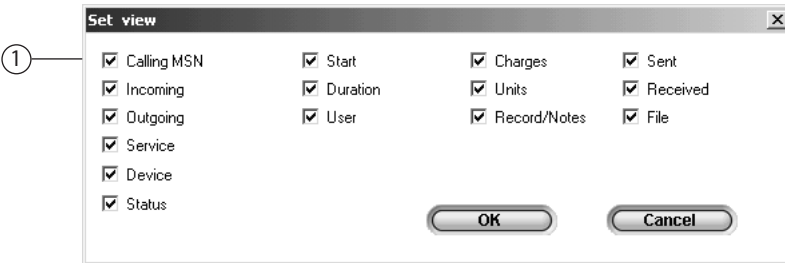 Set view
1
Calling MSN Start Charges Sent
Incoming Duration Units Received
Outgoing User Record/Notes File
Service
Device
Status
OK Cancel